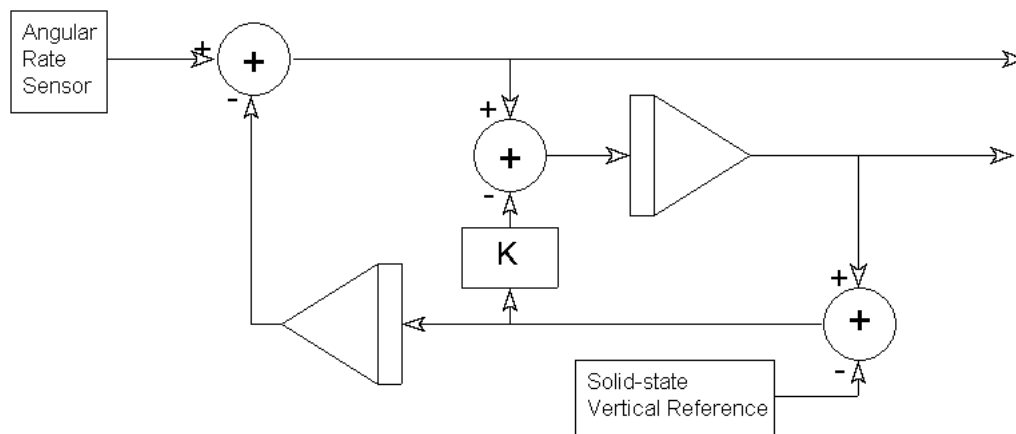 Angular
Rate
Sensor
+
+
-
+
+
-
K
+
+
-
Solid-state
Vertical Reference